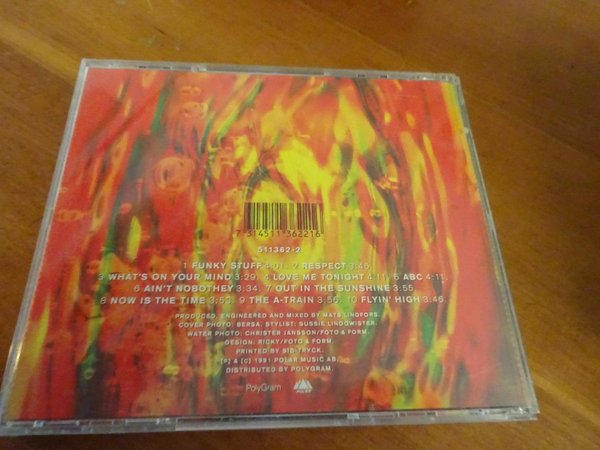 7 314511 362216
511362-2
1 FUNKY STUFF 4.01. 2 RESPECT 3.46.
3 WHAT'S ON YOUR MIND 3.29. 4 LOVE ME TONIGHT 4.11. 5 ABC 4.11.
6 AIN'T NOBOTHEY 3.34. 7 OUT IN THE SUNSHINE 3.55.
8 NOW IS THE TIME 3.53. 9 THE A-TRAIN 3.56. 10 FLYIN' HIGH 3.46.
PRODUCED, ENGINEERED AND MIXED BY MATS LINDFORS.
COVER PHOTO: BERSA. STYLIST: SUSSIE LINDQWISTER.
WATER PHOTO: CHRISTER JANSSON/FOTO & FORM.
DESIGN: RICKY/FOTO & FORM.
PRINTED BY SIB-TRYCK.
(P) & (C) 1991 POLAR MUSIC AB.
DISTRIBUTED BY POLYGRAM.
PolyGram POLAR